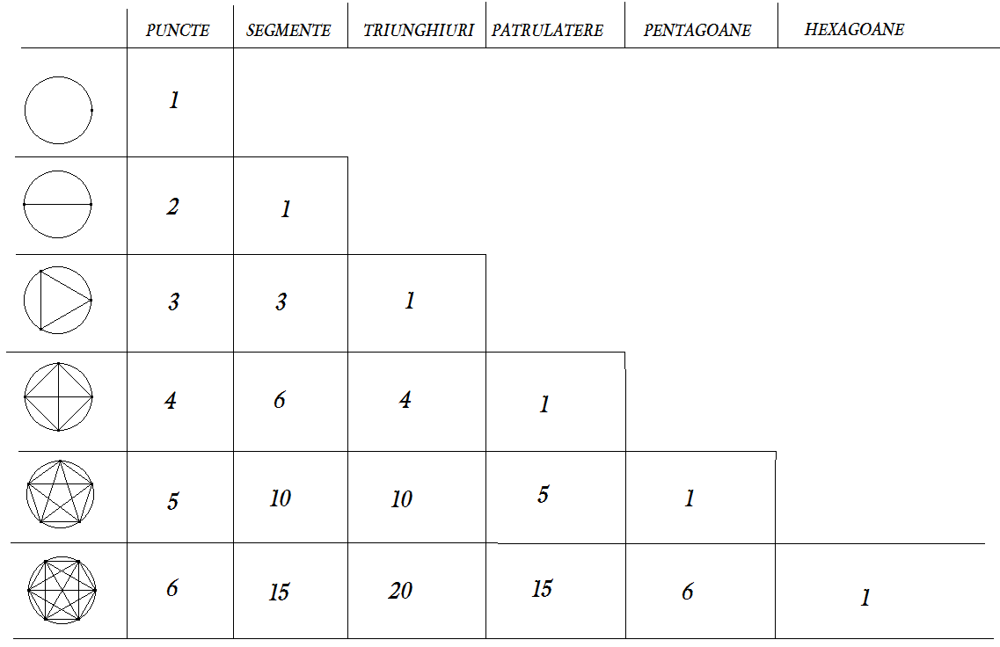 PUNCTE SEGMENTE TRIUNGHIURI PATRULATERE PENTAGOANE HEXAGOANE
1
2 1
3 3 1
4 6 4 1
5 10 10 5 1
6 15 20 15 6 1